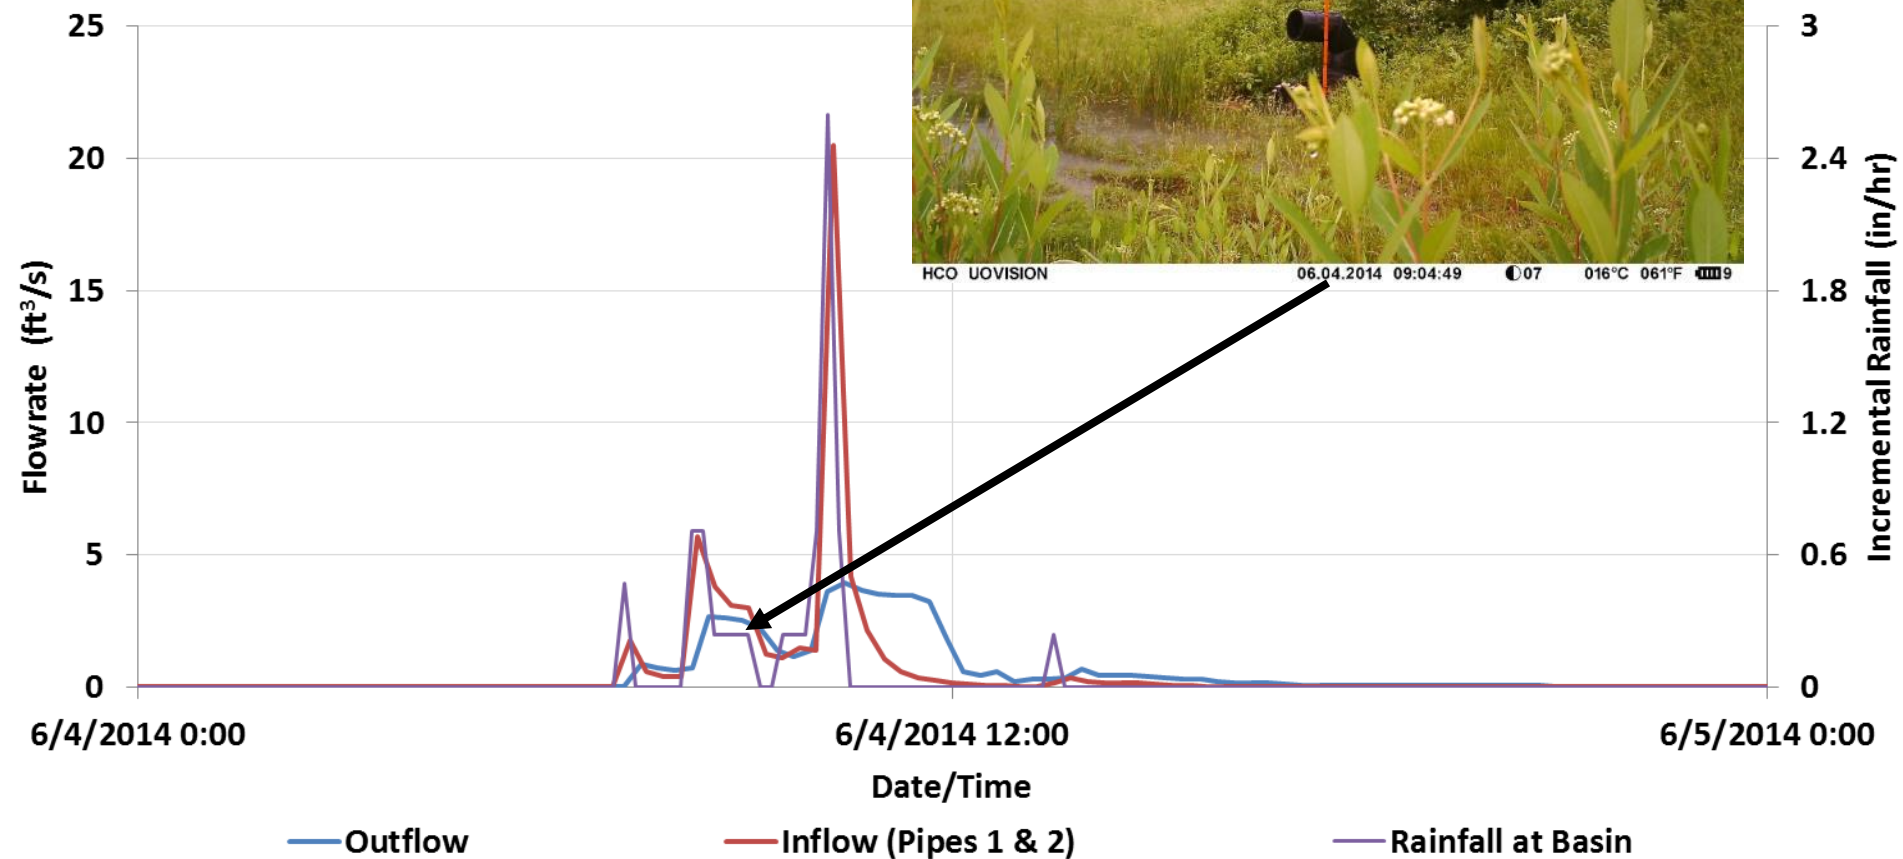 25
20
15
10
5
0
Flowrate (ft³/s)
3
2.4
1.8
1.2
0.6
0
Incremental Rainfall (in/hr)
HCO UOVISION 06.04.2014 09:04:49 07 016°C 061°F 9
6/4/2014 0:00 6/4/2014 12:00 6/5/2014 0:00
Date/Time
Outflow Inflow (Pipes 1 & 2) Rainfall at Basin